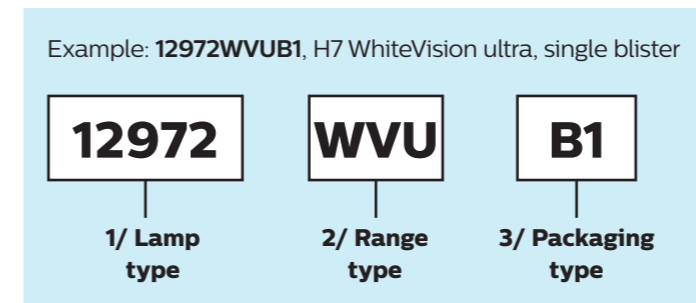 Example: 12972WVUB1, H7 WhiteVision ultra, single blister
12972
WVU
B1
1/ Lamp
type
2/ Range
type
3/ Packaging
type